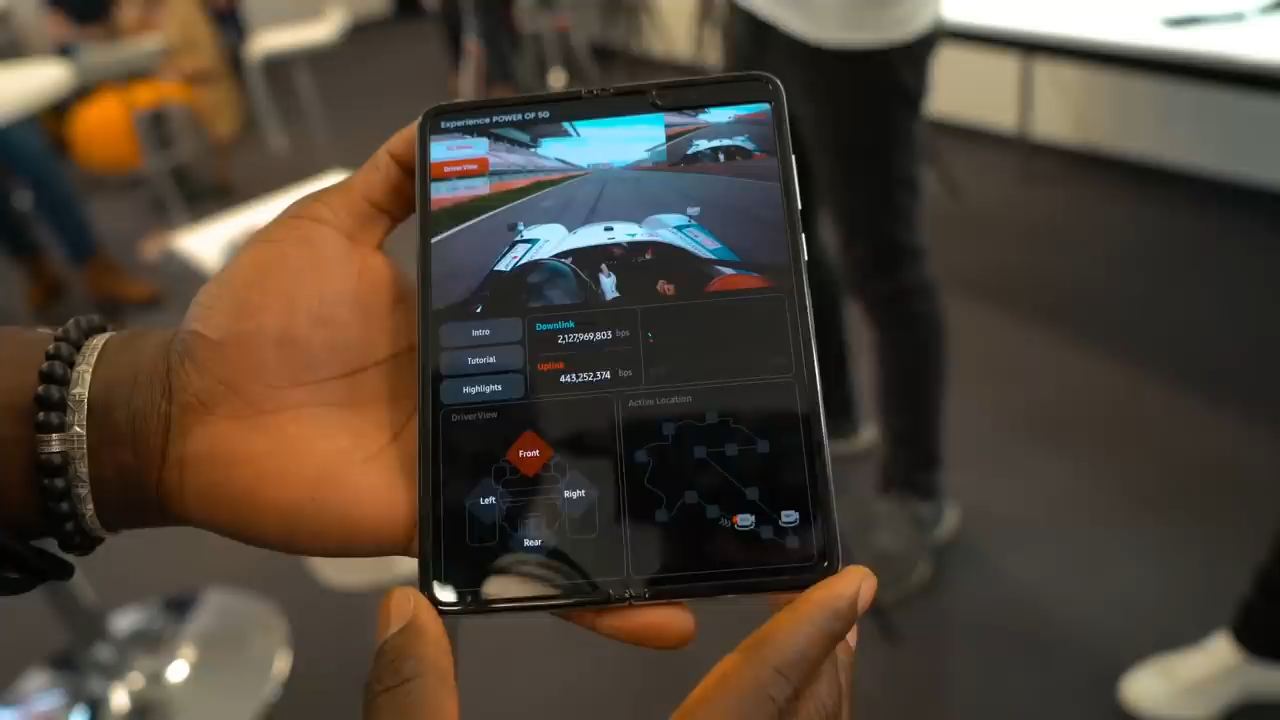 Experience POWER OF 5G
Driver View
Intro
Tutorial
Highlights
Downlink
2,127,969,803 bps
Uplink
443,252,374 bps
Driver View
Front
Left
Right
Rear
Active Location